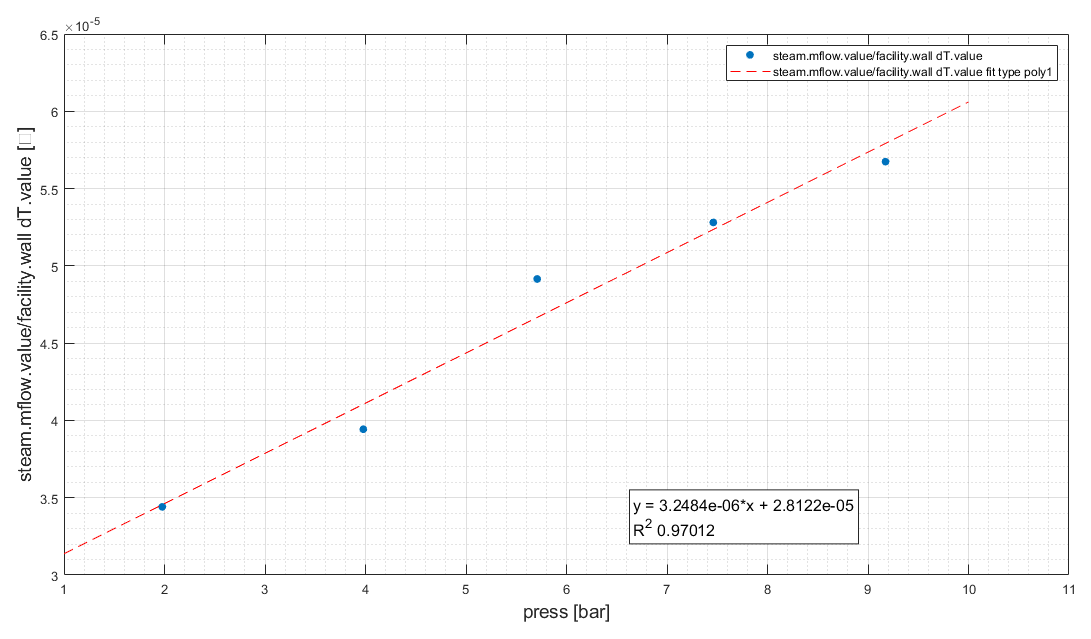 ×10-5
6.5
6
5.5
5
4.5
4
3.5
3
steam.mflow.value/facility.wall dT.value [□]
steam.mflow.value/facility.wall dT.value
steam.mflow.value/facility.wall dT.value fit type poly1
y = 3.2484e-06*x + 2.8122e-05
R2 0.97012
1 2 3 4 5 6 7 8 9 10 11
press [bar]